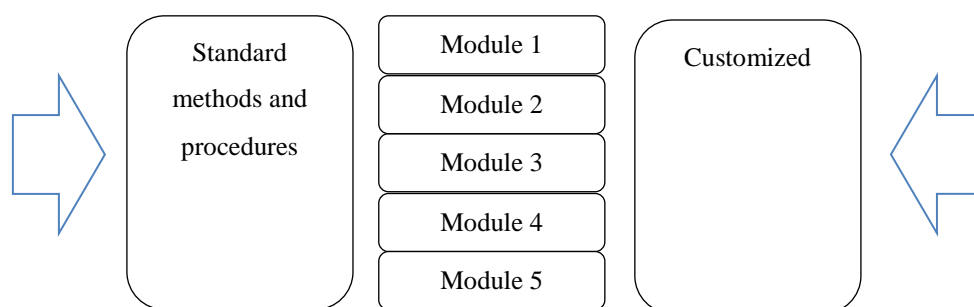 Standard
methods and
procedures
Module 1
Module 2
Module 3
Module 4
Module 5
Customized